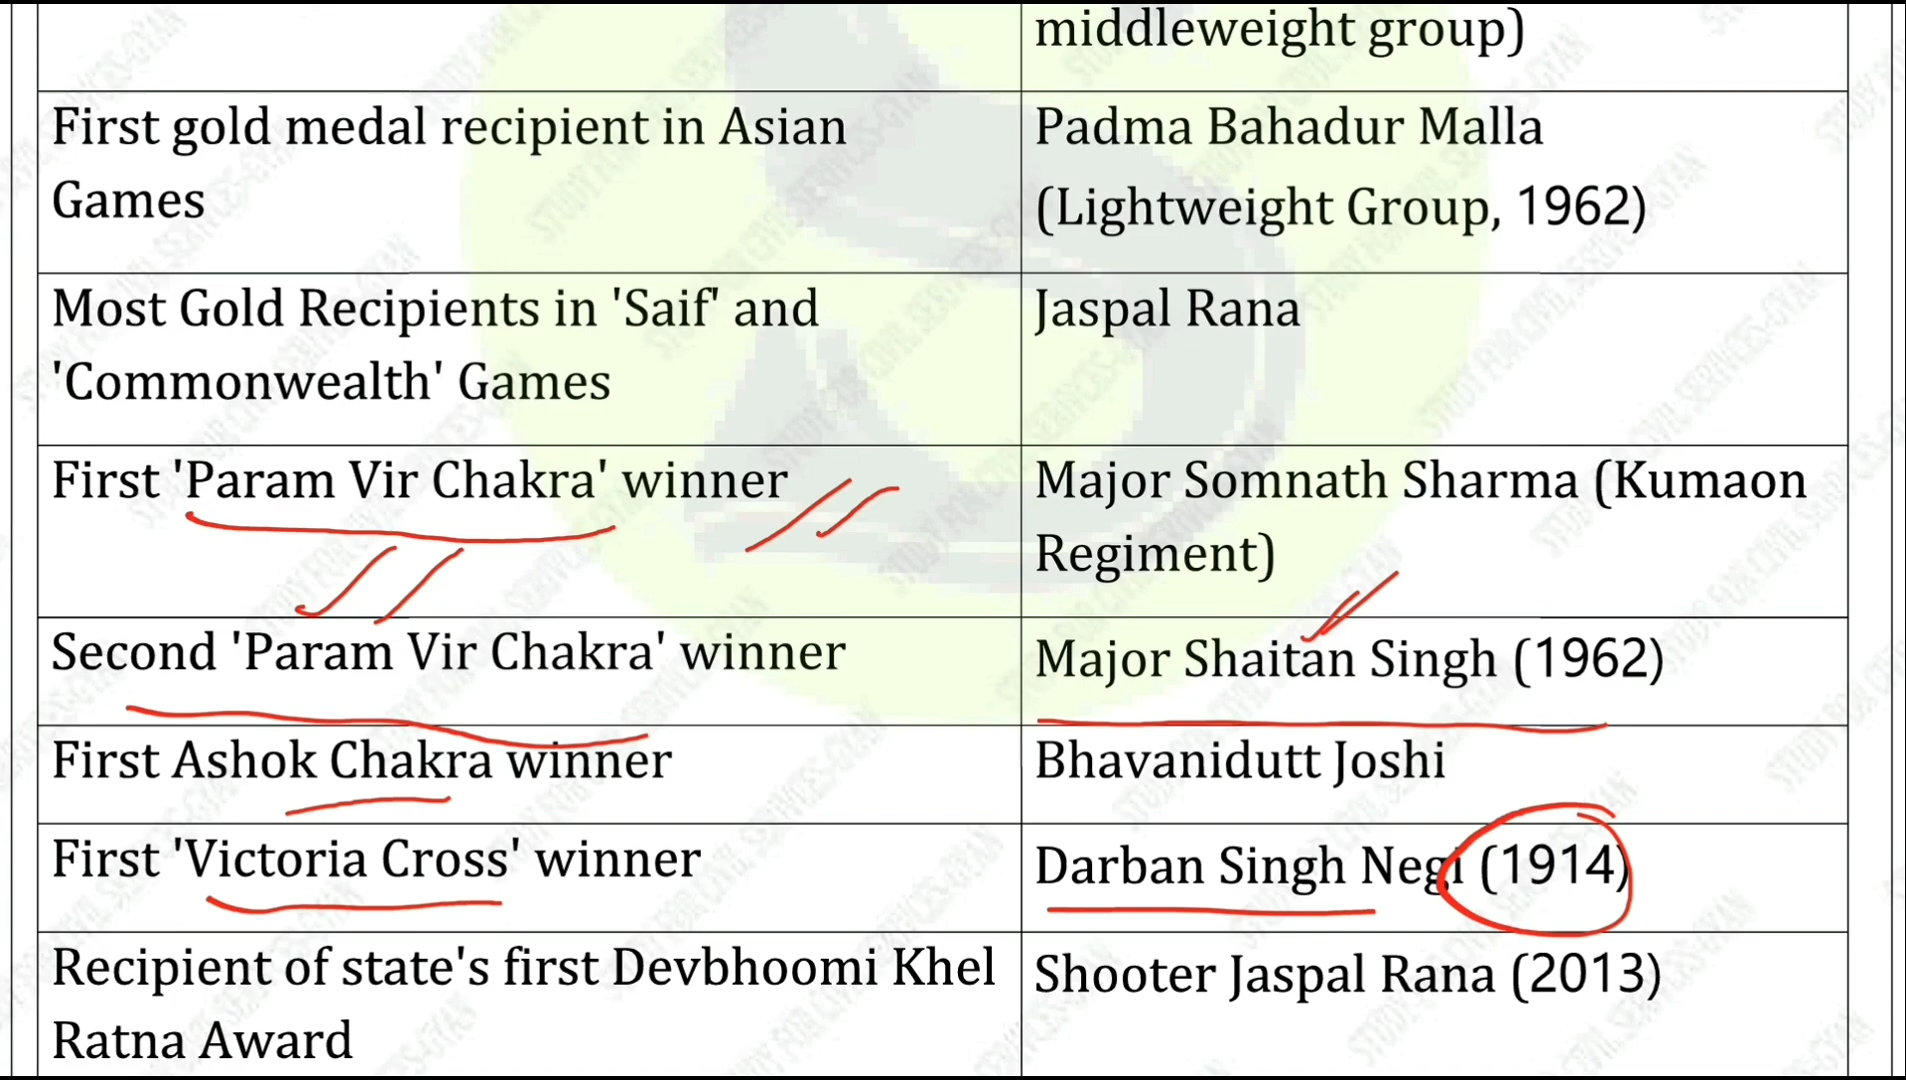 middleweight group)
First gold medal recipient in Asian
Games
Padma Bahadur Malla
(Lightweight Group, 1962)
Most Gold Recipients in 'Saif' and
'Commonwealth' Games
Jaspal Rana
First 'Param Vir Chakra' winner
Major Somnath Sharma (Kumaon
Regiment)
Second 'Param Vir Chakra' winner
Major Shaitan Singh (1962)
First Ashok Chakra winner
Bhavanidutt Joshi
First 'Victoria Cross' winner
Darban Singh Negi (1914)
Recipient of state's first Devbhoomi Khel
Ratna Award
Shooter Jaspal Rana (2013)